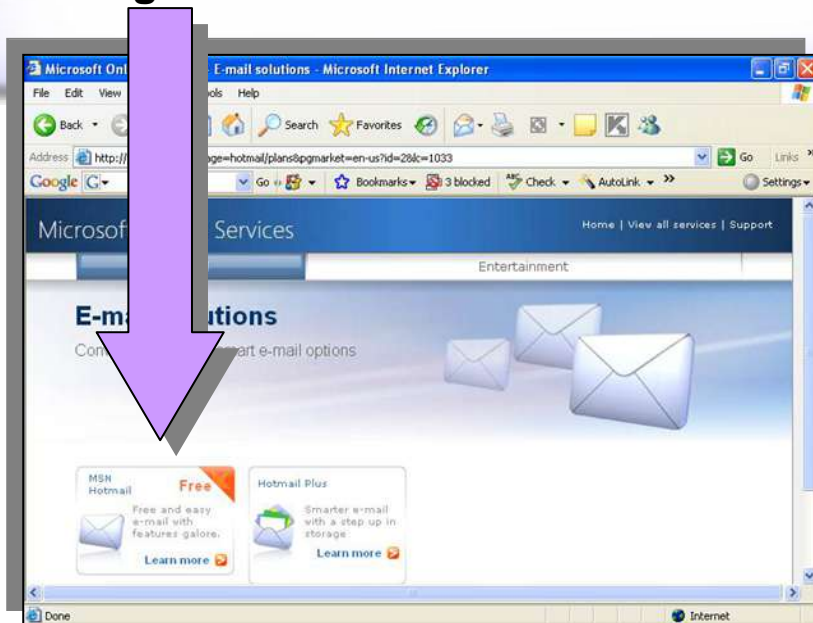 g
Microsoft Onl E-mail solutions - Microsoft Internet Explorer
File Edit View ols Help
Back Search Favorites
Address http:// age=hotmail/plans&pgmarket=en-us?id=28lc=1033 Go Links »
Google G Go Bookmarks 3 blocked ABC Check AutoLink » Settings
Microsof Services
Home | View all services | Support
Entertainment
E-ma utions
Con art e-mail options
MSN
Hotmail
Free
Free and easy
e-mail with
features galore.
Learn more
Hotmail Plus
Smarter e-mail
with a step up in
storage
Learn more
Done Internet